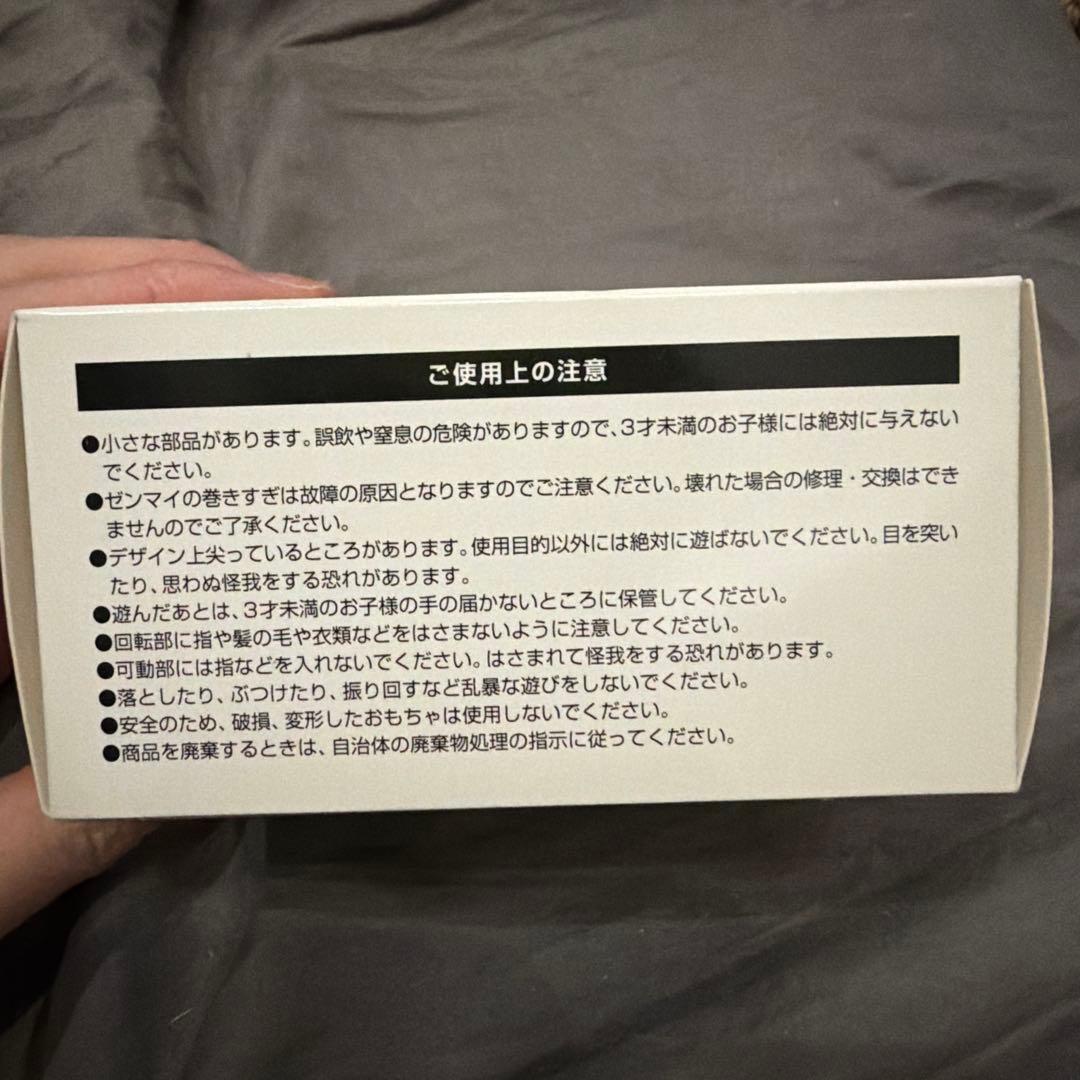 ご使用上の注意
●小さな部品があります。誤飲や窒息の危険がありますので、3才未満のお子様には絶対に与えない
でください。
●ゼンマイの巻きすぎは故障の原因となりますのでご注意ください。壊れた場合の修理・交換はでき
ませんのでご了承ください。
●デザイン上尖っているところがあります。使用目的以外には絶対に遊ばないでください。目を突い
たり、思わぬ怪我をする恐れがあります。
●遊んだあとは、3才未満のお子様の手の届かないところに保管してください。
●回転部に指や髪の毛や衣類などをはさまないように注意してください。
●可動部には指などを入れないでください。はさまれて怪我をする恐れがあります。
●落としたり、ぶつけたり、振り回すなど乱暴な遊びをしないでください。
●安全のため、破損、変形したおもちゃは使用しないでください。
●商品を廃棄するときは、自治体の廃棄物処理の指示に従ってください。